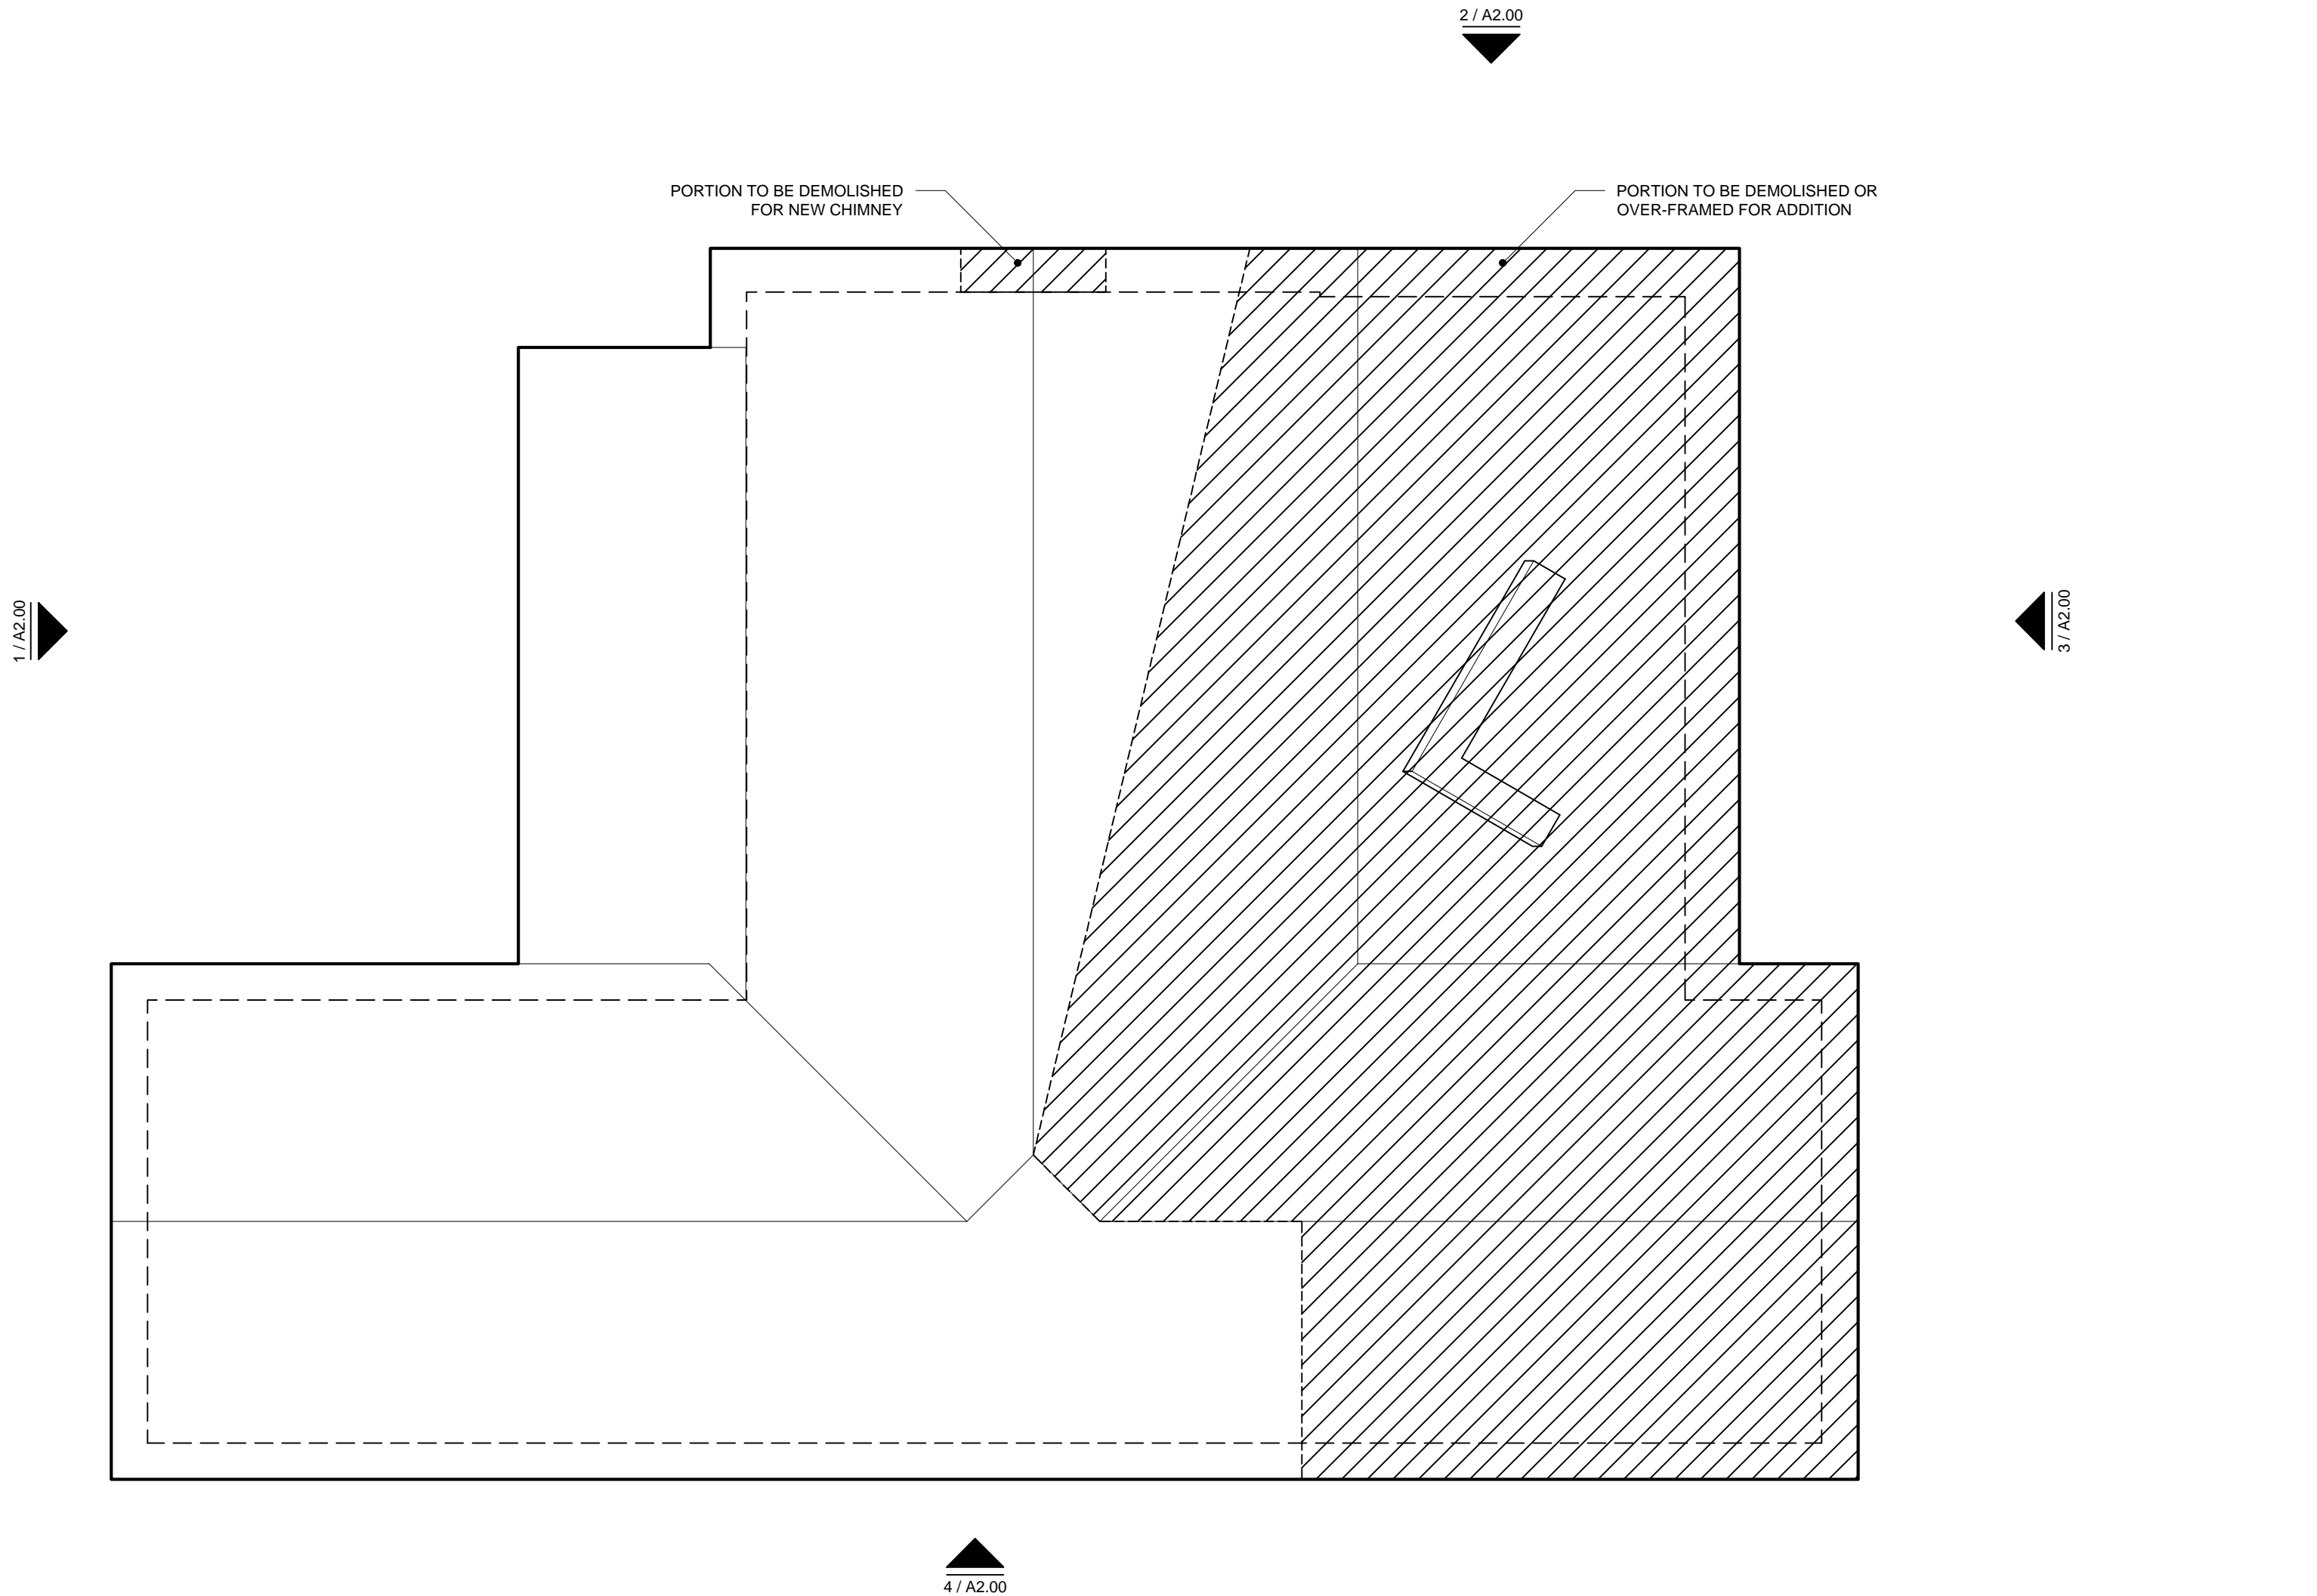 2 / A2.00
PORTION TO BE DEMOLISHED
FOR NEW CHIMNEY
PORTION TO BE DEMOLISHED OR
OVER-FRAMED FOR ADDITION
1 / A2.00
3 / A2.00
4 / A2.00